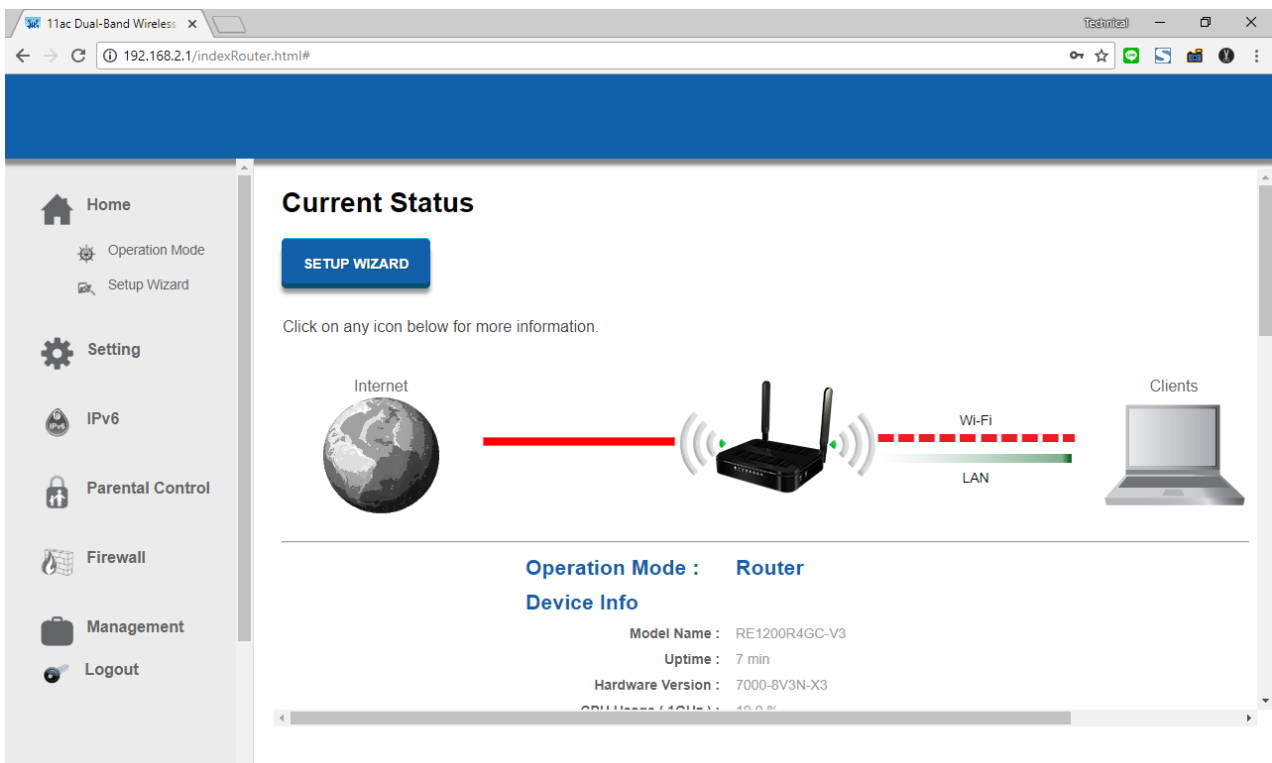 11ac Dual-Band Wireless
Technical
192.168.2.1/indexRouter.html#
Home
Operation Mode
Setup Wizard
Setting
IPv6
Parental Control
Firewall
Management
Logout
Current Status
SETUP WIZARD
Click on any icon below for more information.
Internet
Clients
Wi-Fi
LAN
Operation Mode : Router
Device Info
Model Name : RE1200R4GC-V3
Uptime : 7 min
Hardware Version : 7000-8V3N-X3
CPU Usage ( 1GHz ) :